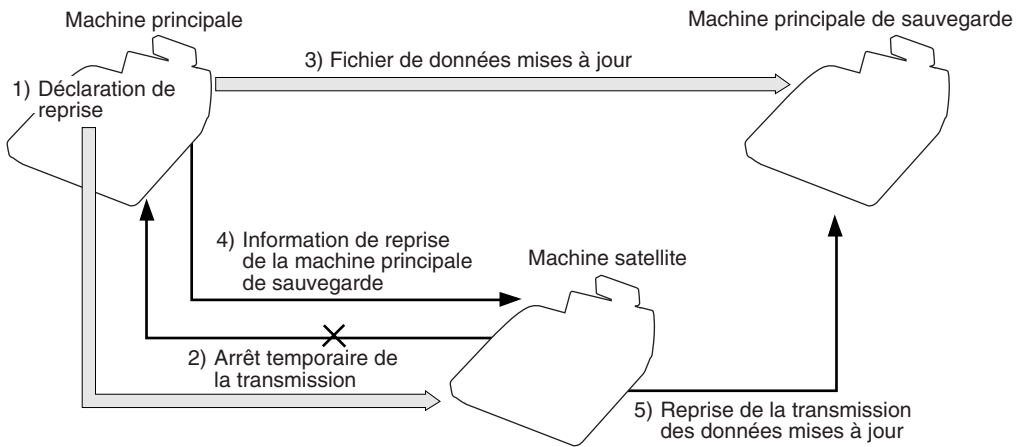 Machine principale
Machine principale de sauvegarde
3) Fichier de données mises à jour
1) Déclaration de
reprise
4) Information de reprise
de la machine principale
de sauvegarde
Machine satellite
2) Arrêt temporaire de
la transmission
5) Reprise de la transmission
des données mises à jour